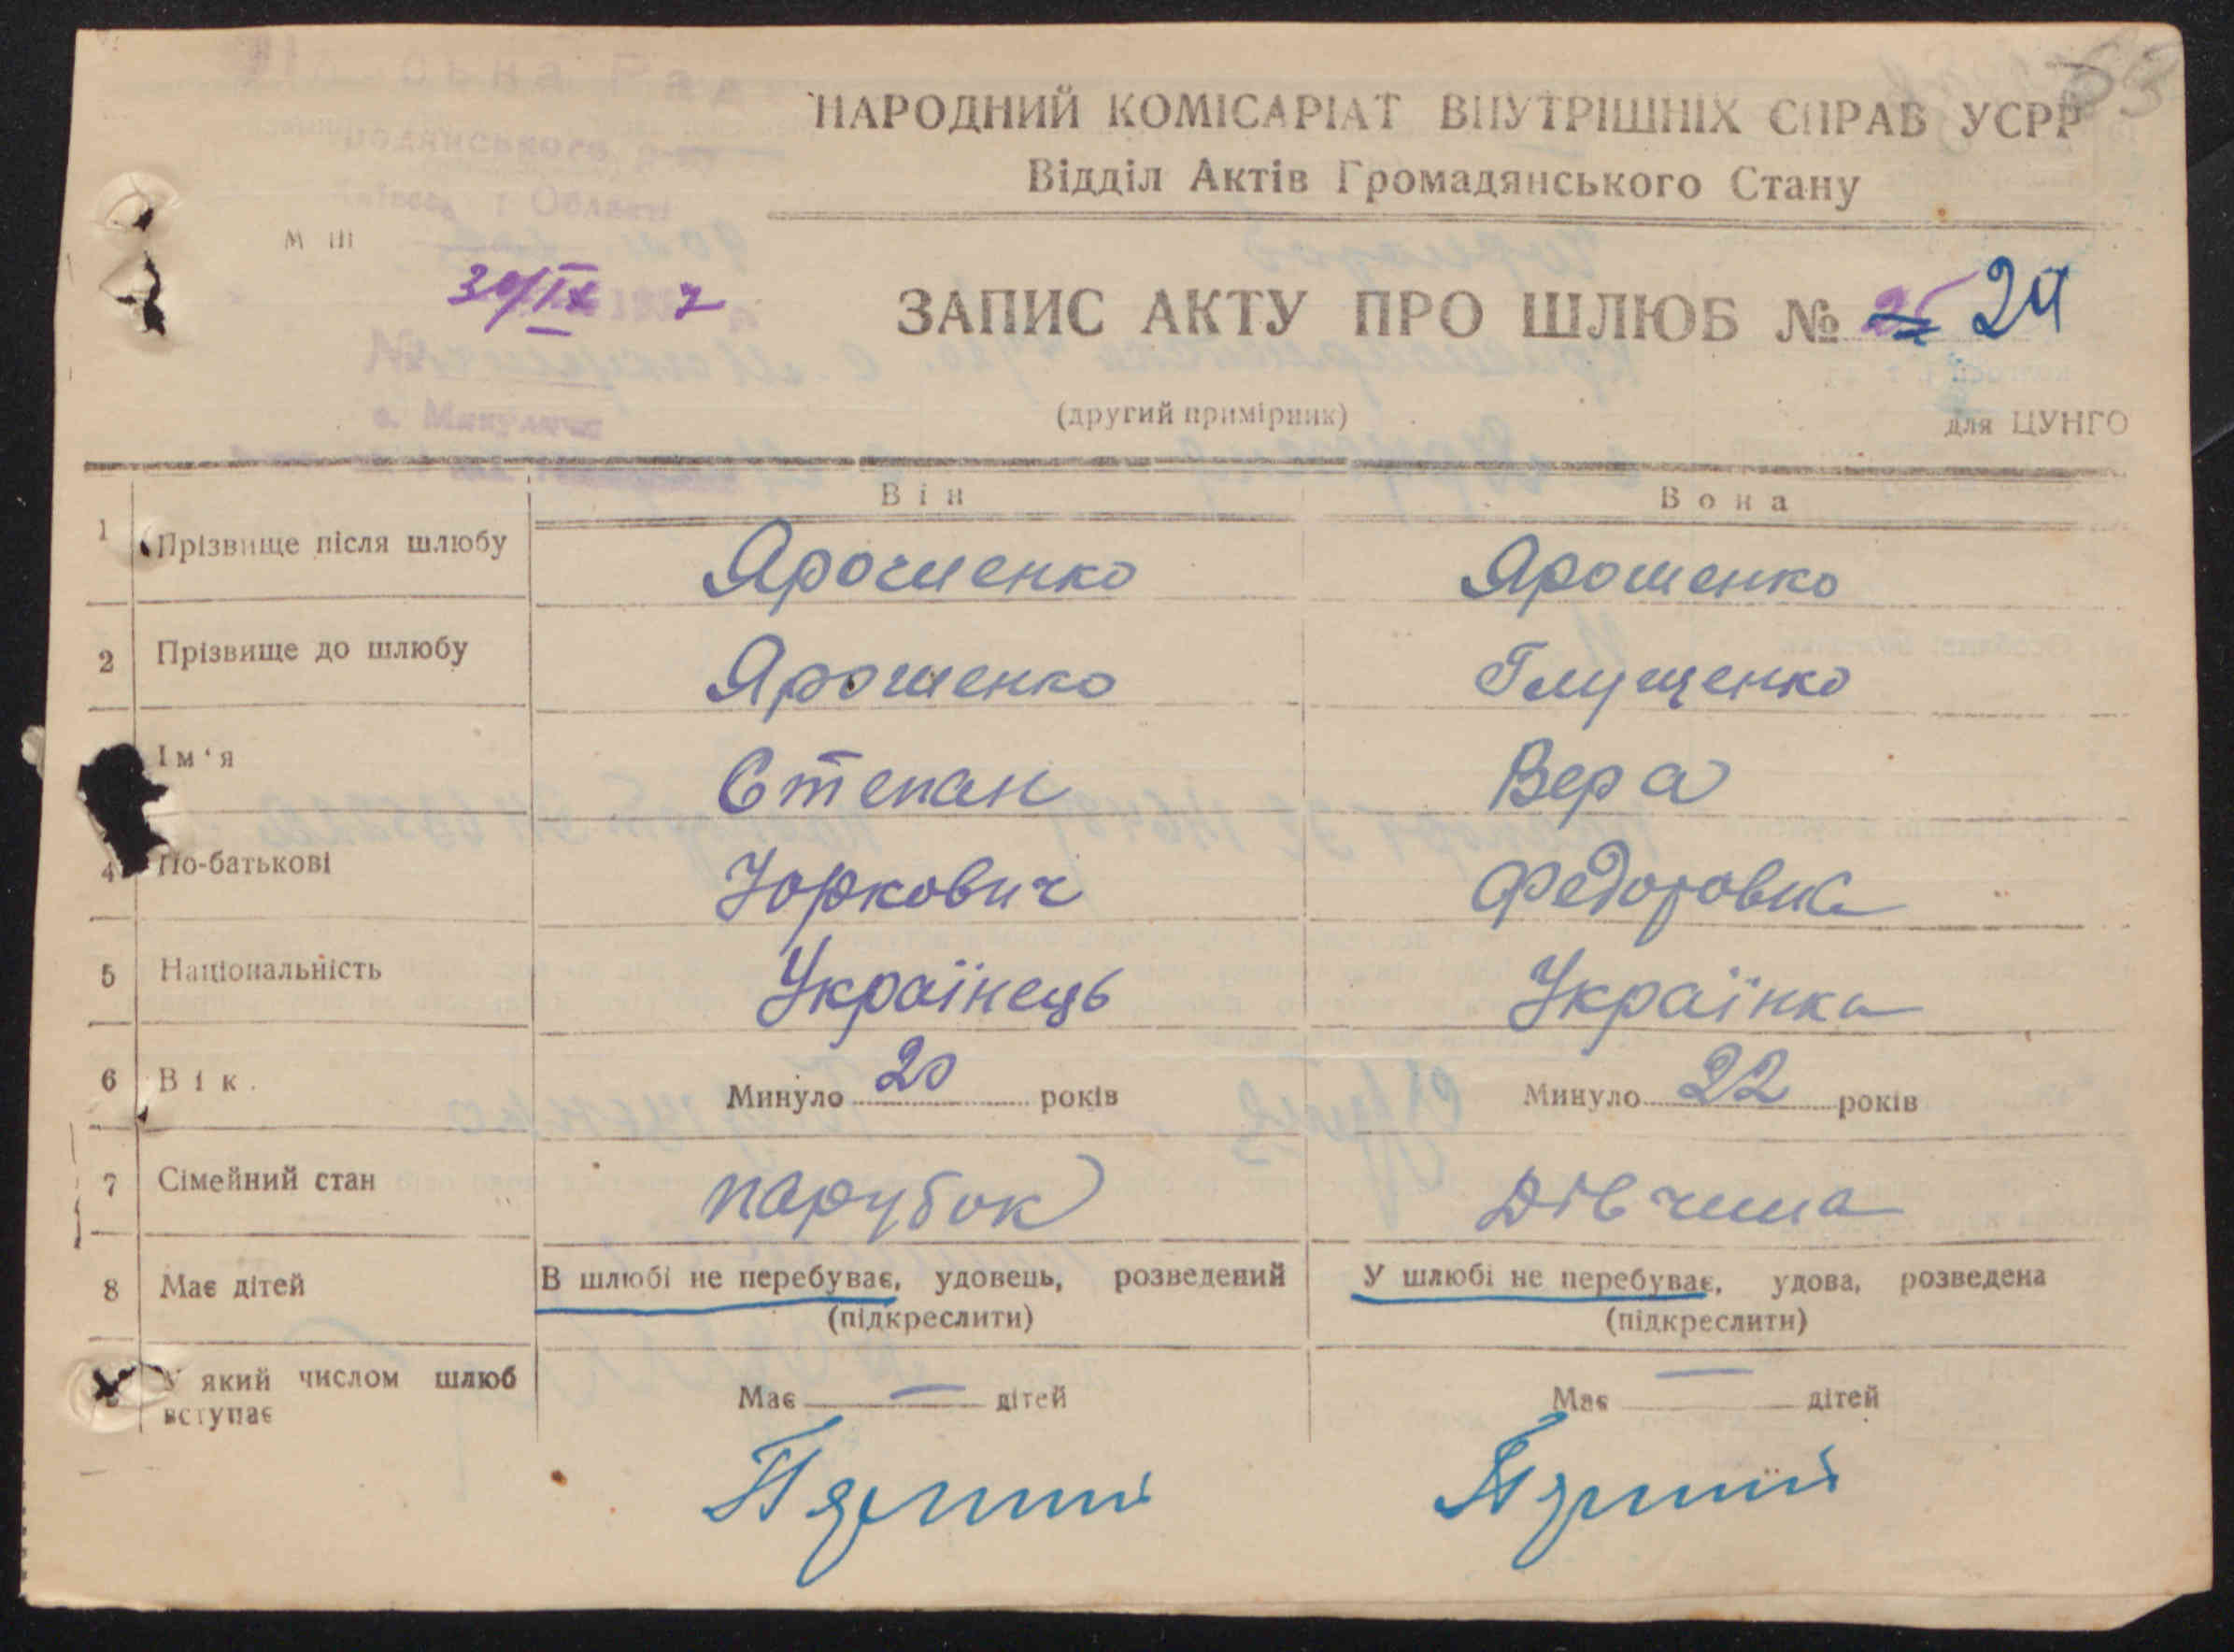 63
НАРОДНИЙ КОМІСАРІАТ ВНУТРІШНІХ СПРАВ УСРР
Відділ Актів Громадянського Стану
30/IX 193 7 р.
ЗАПИС АКТУ ПРО ШЛЮБ № 25 24
(другий примірник)
для ЦУНГО
Він Вона
1 Прізвище після шлюбу Ярошенко Ярошенко
2 Прізвище до шлюбу Ярошенко Глущенко
Ім'я Степан Вера
4 По-батькові Юркович Федоровна
5 Національність Українець Українка
6 Вік. Минуло 20 років Минуло 22 років
7 Сімейний стан парубок дівчина
8 Має дітей В шлюбі не перебуває, удовець, розведений У шлюбі не перебуває, удова, розведена
(підкреслити) (підкреслити)
У який числом шлюб вступає Має — дітей Має — дітей